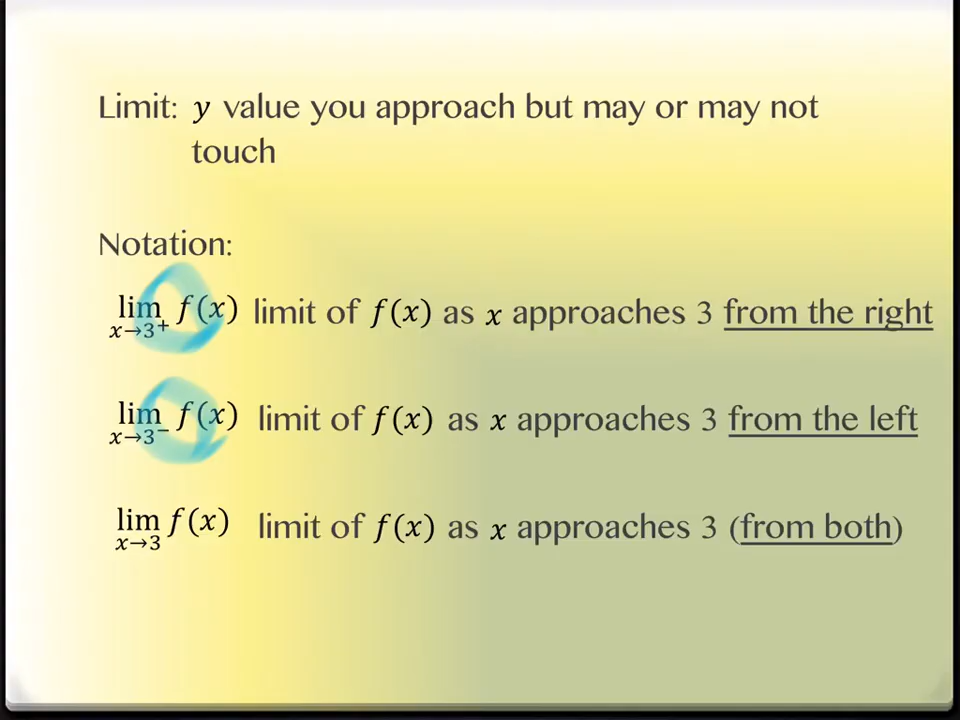 Limit: y value you approach but may or may not
touch
Notation:
lim x→3⁺ f(x) limit of f(x) as x approaches 3 from the right
lim x→3⁻ f(x) limit of f(x) as x approaches 3 from the left
lim x→3 f(x) limit of f(x) as x approaches 3 (from both)